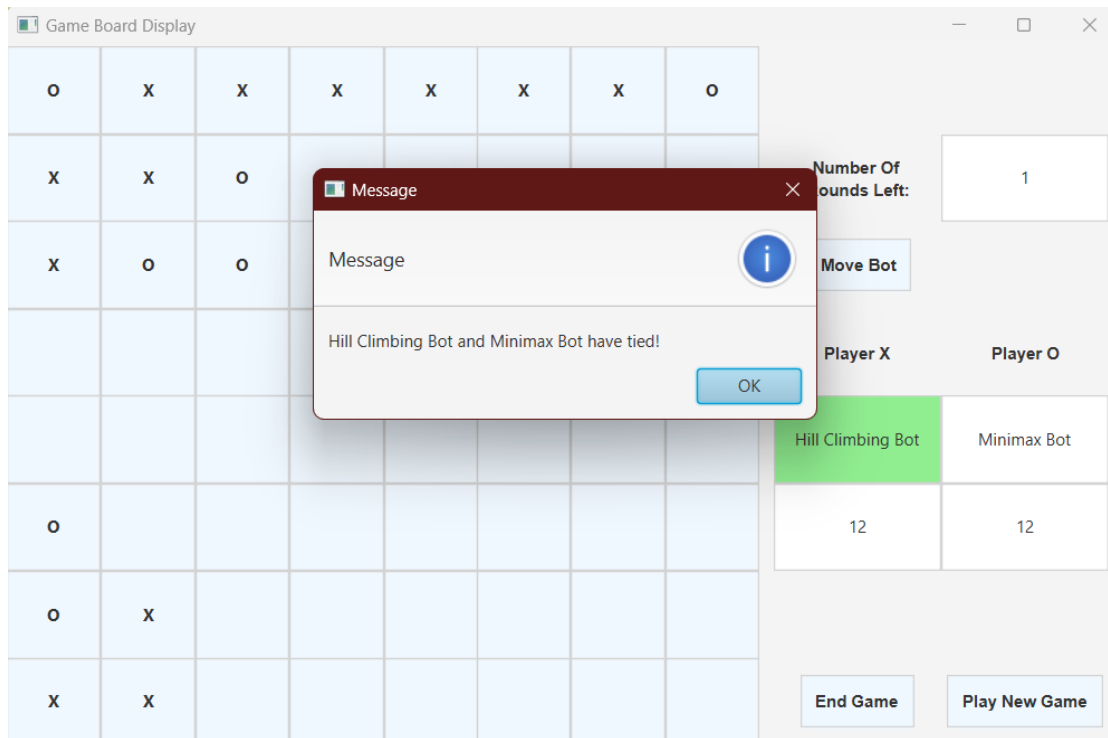 Game Board Display
O X X X X X X O
X X O
Number Of
ounds Left:
1
Message
Message
X O O
Move Bot
Hill Climbing Bot and Minimax Bot have tied!
OK
Player X Player O
Hill Climbing Bot Minimax Bot
O
12 12
O X
X X
End Game Play New Game